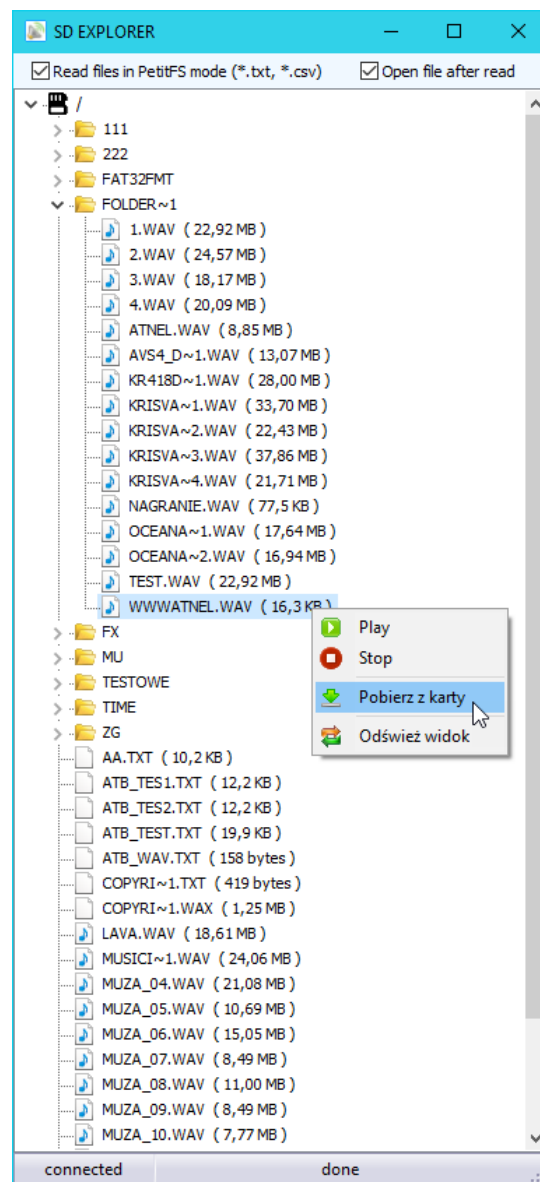 SD EXPLORER
Read files in PetitFS mode (*.txt, *.csv) Open file after read
/
111
222
FAT32FMT
FOLDER~1
1.WAV ( 22,92 MB )
2.WAV ( 24,57 MB )
3.WAV ( 18,17 MB )
4.WAV ( 20,09 MB )
ATNEL.WAV ( 8,85 MB )
AVS4_D~1.WAV ( 13,07 MB )
KR418D~1.WAV ( 28,00 MB )
KRISVA~1.WAV ( 33,70 MB )
KRISVA~2.WAV ( 22,43 MB )
KRISVA~3.WAV ( 37,86 MB )
KRISVA~4.WAV ( 21,71 MB )
NAGRANIE.WAV ( 77,5 KB )
OCEANA~1.WAV ( 17,64 MB )
OCEANA~2.WAV ( 16,94 MB )
TEST.WAV ( 22,92 MB )
WWWATNEL.WAV ( 16,3 KB )
Play
Stop
Pobierz z karty
Odśwież widok
FX
MU
TESTOWE
TIME
ZG
AA.TXT ( 10,2 KB )
ATB_TES1.TXT ( 12,2 KB )
ATB_TES2.TXT ( 12,2 KB )
ATB_TEST.TXT ( 19,9 KB )
ATB_WAV.TXT ( 158 bytes )
COPYRI~1.TXT ( 419 bytes )
COPYRI~1.WAX ( 1,25 MB )
LAVA.WAV ( 18,61 MB )
MUSICI~1.WAV ( 24,06 MB )
MUZA_04.WAV ( 21,08 MB )
MUZA_05.WAV ( 10,69 MB )
MUZA_06.WAV ( 15,05 MB )
MUZA_07.WAV ( 8,49 MB )
MUZA_08.WAV ( 11,00 MB )
MUZA_09.WAV ( 8,49 MB )
MUZA_10.WAV ( 7,77 MB )
connected done